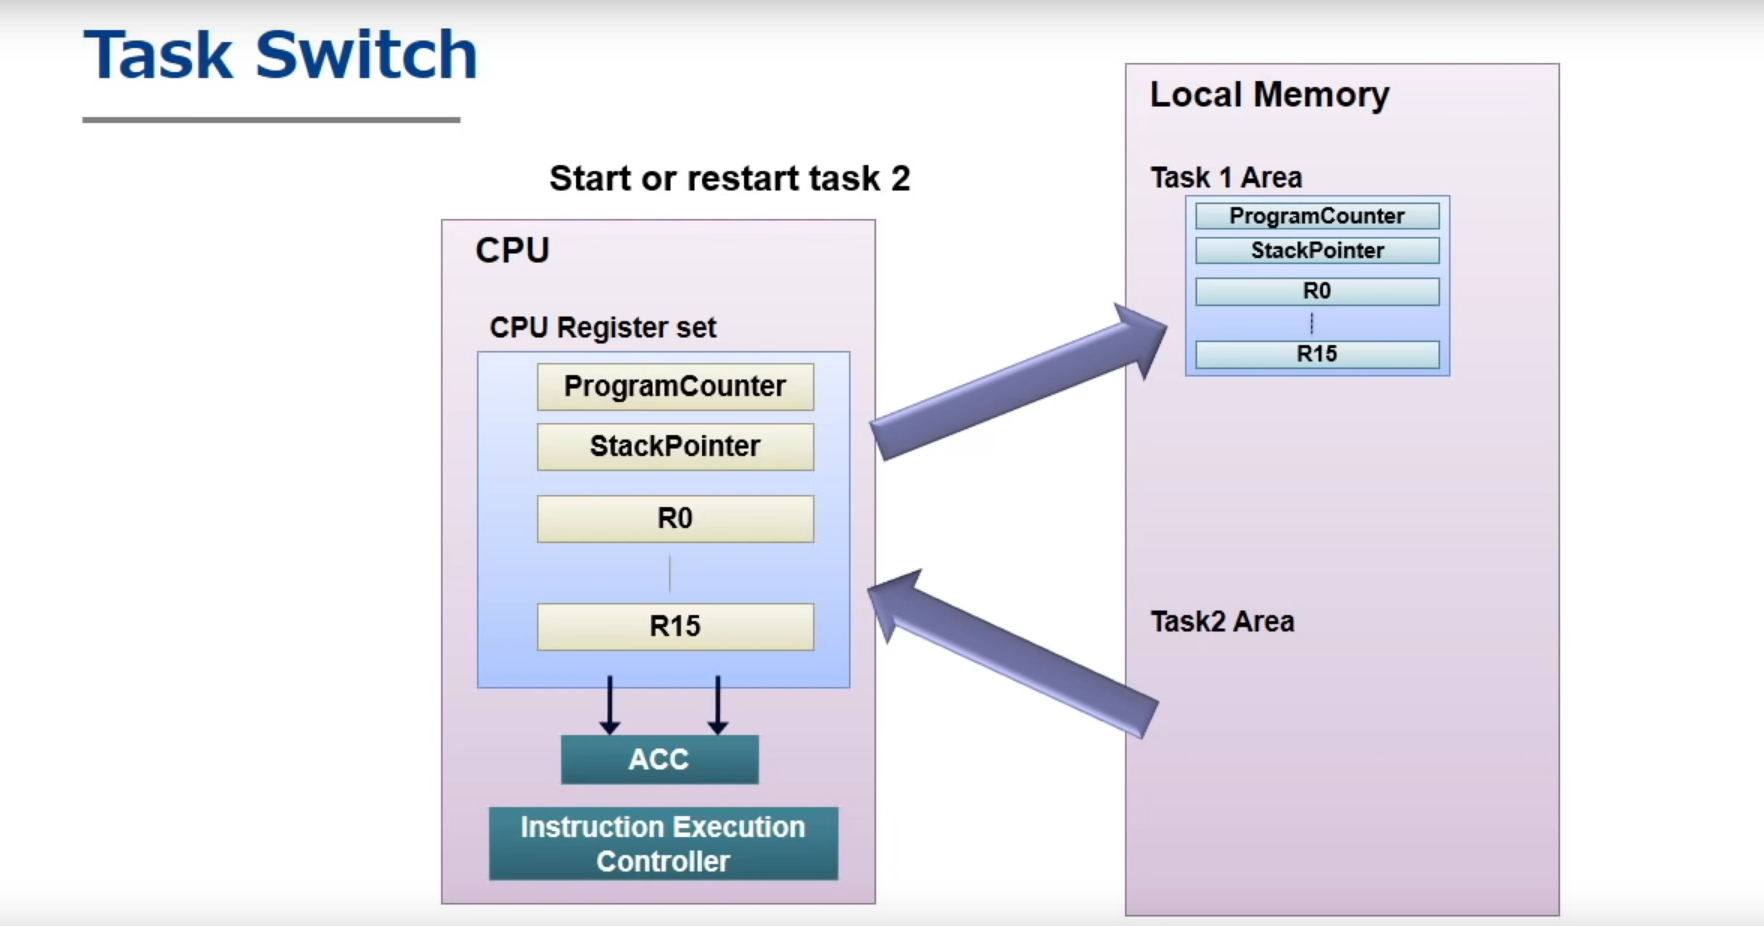 Task Switch
Start or restart task 2
CPU
CPU Register set
ProgramCounter
StackPointer
R0
R15
ACC
Instruction Execution
Controller
Local Memory
Task 1 Area
ProgramCounter
StackPointer
R0
R15
Task2 Area